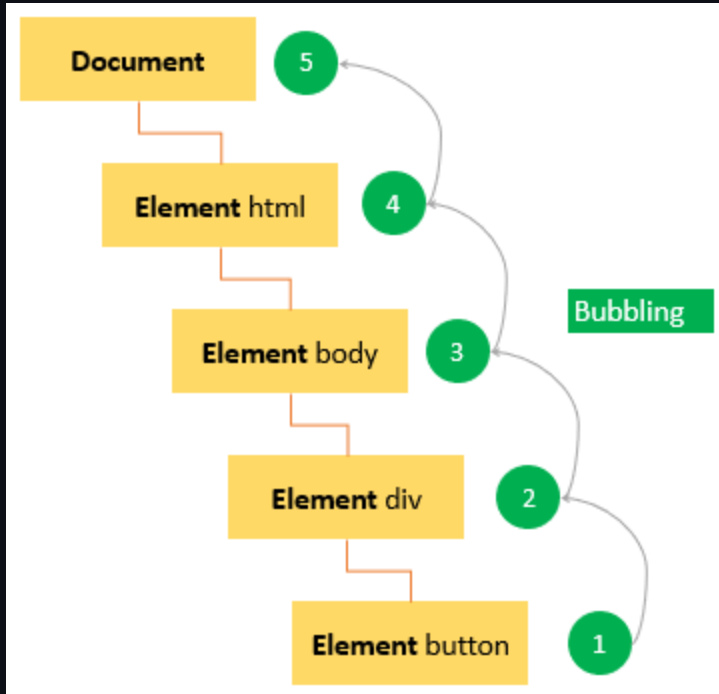 Document
5
Element html
4
Bubbling
Element body
3
Element div
2
Element button
1